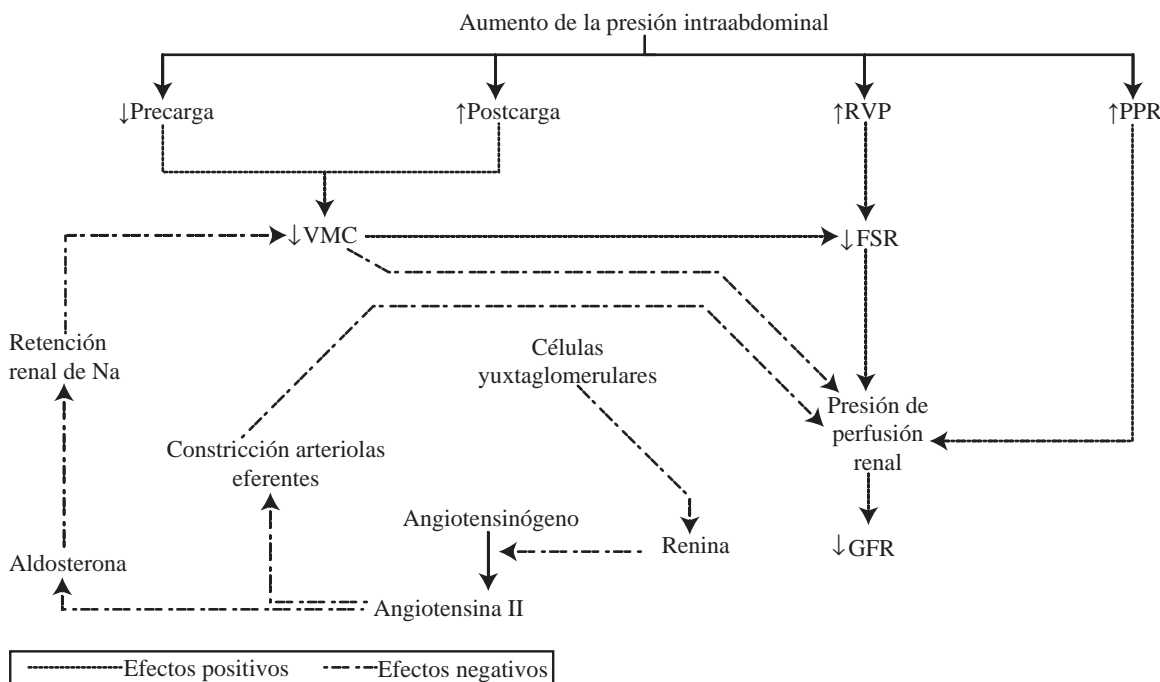 Aumento de la presión intraabdominal
↓Precarga
↑Postcarga
↑RVP
↑PPR
↓VMC
↓FSR
Retención
renal de Na
Células
yuxtaglomerulares
Presión de
perfusión
renal
Constricción arteriolas
eferentes
Angiotensinógeno
Renina
↓GFR
Aldosterona
Angiotensina II
Efectos positivos
Efectos negativos